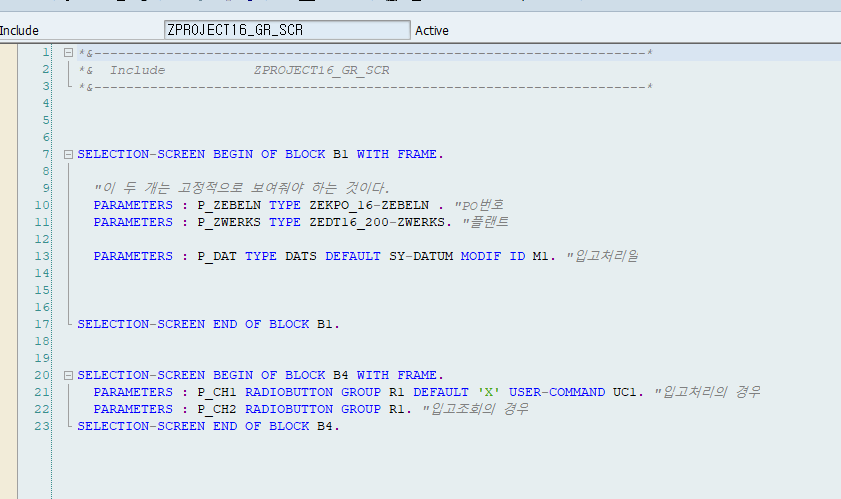 Include ZPROJECT16_GR_SCR Active
1 *&---------------------------------------------------------------------*
2 *&  Include           ZPROJECT16_GR_SCR
3 *&---------------------------------------------------------------------*
4
5
6
7 SELECTION-SCREEN BEGIN OF BLOCK B1 WITH FRAME.
8
9 "이 두 개는 고정적으로 보여줘야 하는 것이다.
10 PARAMETERS : P_ZEBELN TYPE ZEKPO_16-ZEBELN . "PO번호
11 PARAMETERS : P_ZWERKS TYPE ZEDT16_200-ZWERKS. "플랜트
12
13 PARAMETERS : P_DAT TYPE DATS DEFAULT SY-DATUM MODIF ID M1. "입고처리일
14
15
16
17 SELECTION-SCREEN END OF BLOCK B1.
18
19
20 SELECTION-SCREEN BEGIN OF BLOCK B4 WITH FRAME.
21 PARAMETERS : P_CH1 RADIOBUTTON GROUP R1 DEFAULT 'X' USER-COMMAND UC1. "입고처리의 경우
22 PARAMETERS : P_CH2 RADIOBUTTON GROUP R1. "입고조회의 경우
23 SELECTION-SCREEN END OF BLOCK B4.